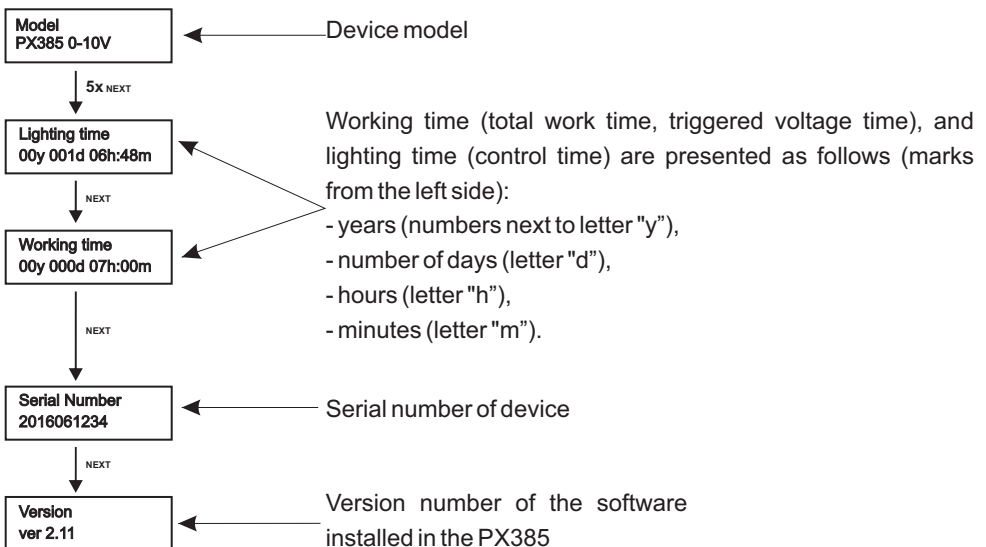 Model
PX385 0-10V
Device model
5x NEXT
Lighting time
00y 001d 06h:48m
NEXT
Working time
00y 000d 07h:00m
Working time (total work time, triggered voltage time), and
lighting time (control time) are presented as follows (marks
from the left side):
- years (numbers next to letter "y”),
- number of days (letter "d”),
- hours (letter "h”),
- minutes (letter "m”).
NEXT
Serial Number
2016061234
Serial number of device
NEXT
Version
ver 2.11
Version number of the software
installed in the PX385